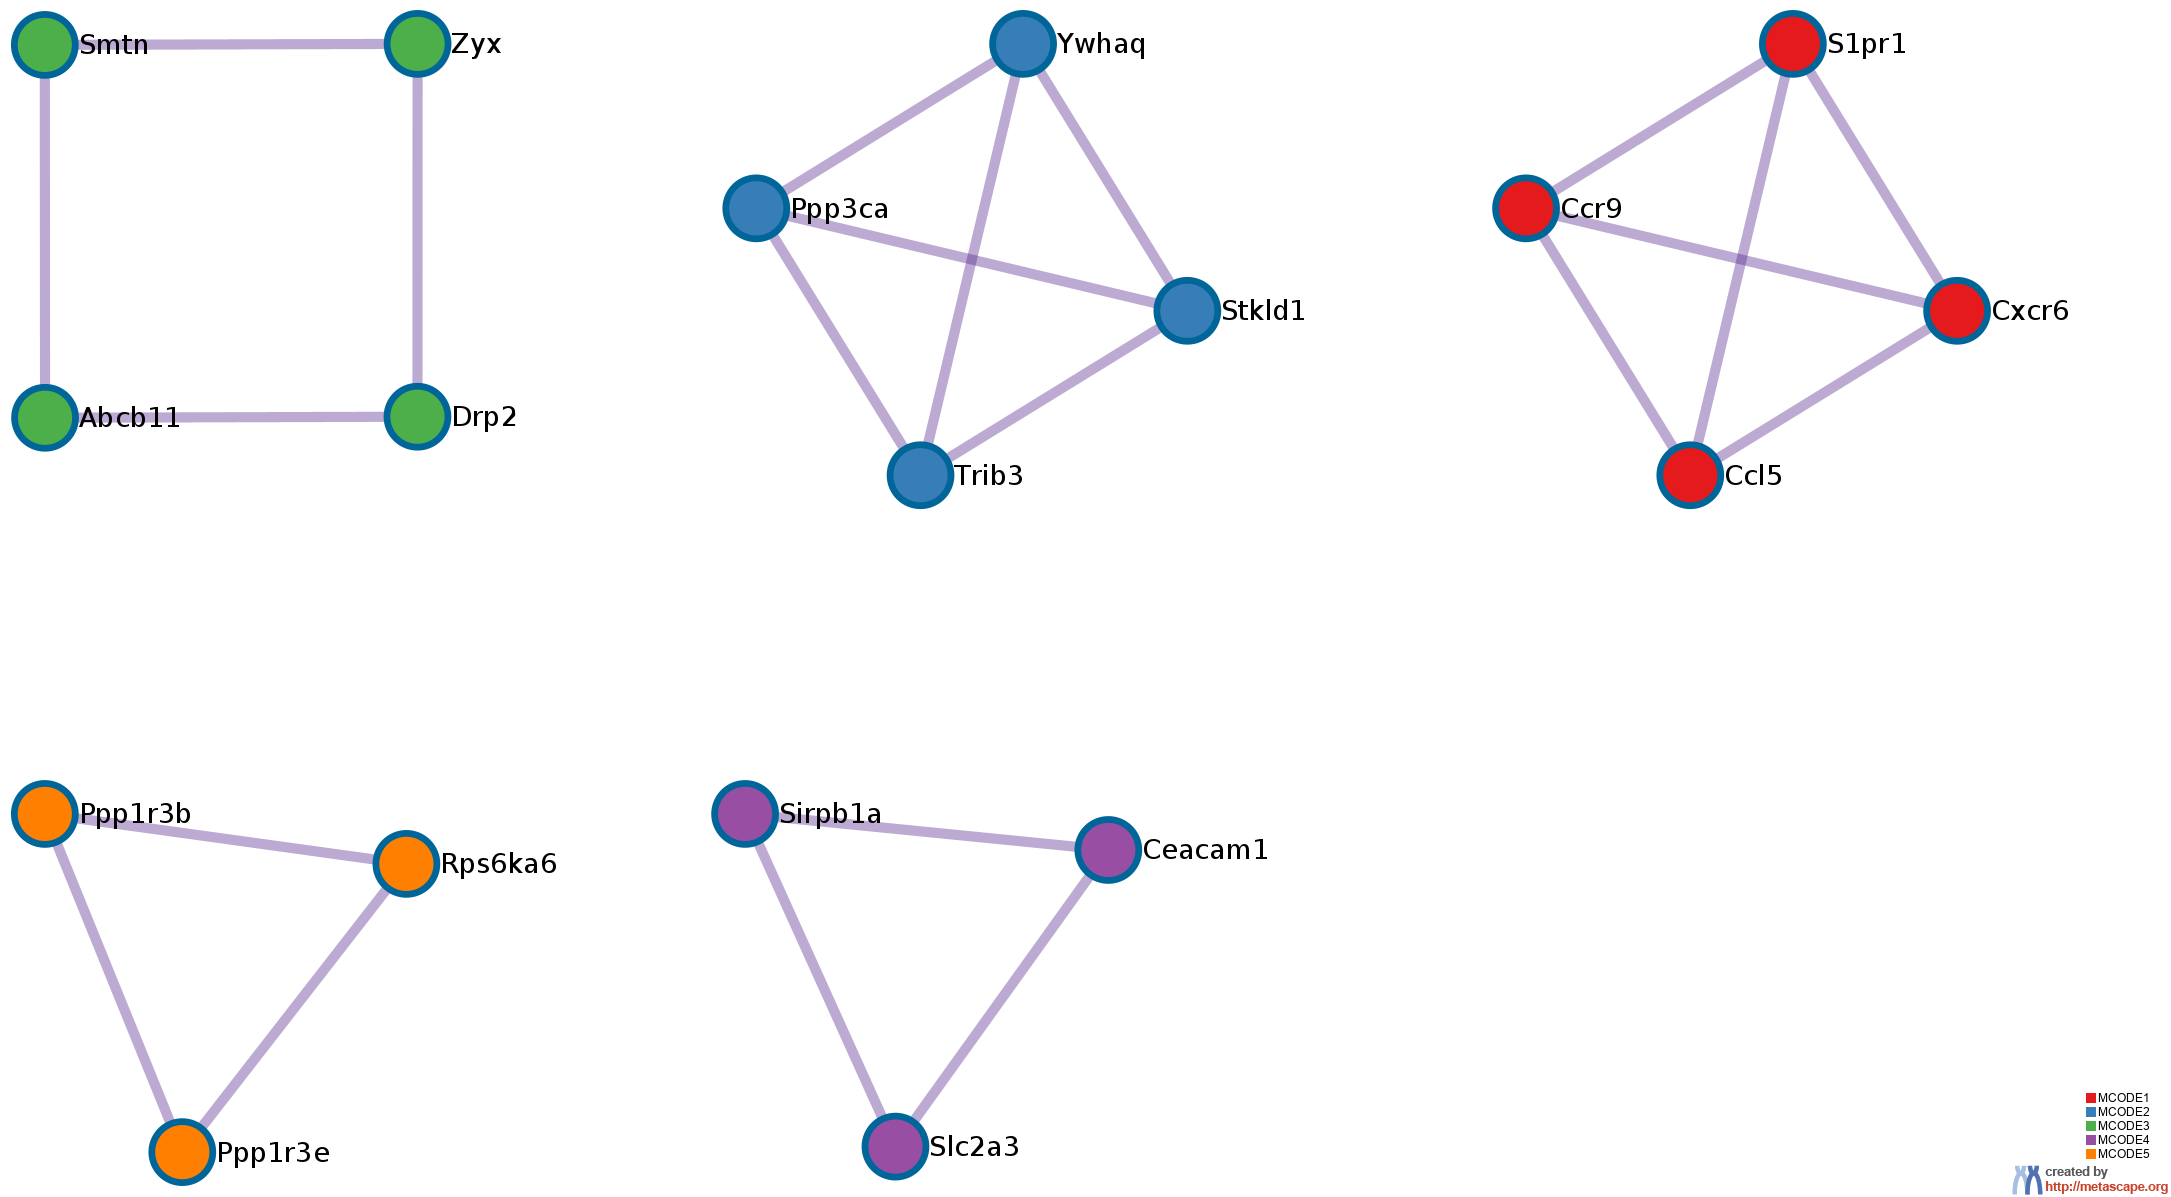 Smtn
Zyx
Abcb11
Drp2
Ywhaq
Ppp3ca
Stkld1
Trib3
S1pr1
Ccr9
Cxcr6
Ccl5
Ppp1r3b
Rps6ka6
Ppp1r3e
Sirpb1a
Ceacam1
Slc2a3
MCODE1
MCODE2
MCODE3
MCODE4
MCODE5
created by
http://metascape.org